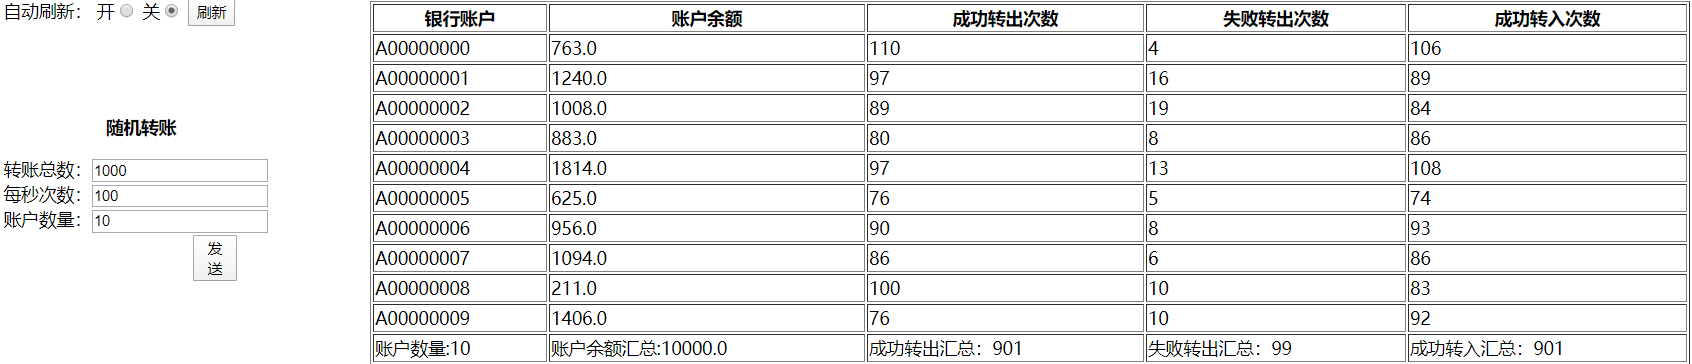 自动刷新： 开 关 刷新
随机转账
转账总数：1000
每秒次数：100
账户数量：10
发
送
银行账户 账户余额 成功转出次数 失败转出次数 成功转入次数
A00000000 763.0 110 4 106
A00000001 1240.0 97 16 89
A00000002 1008.0 89 19 84
A00000003 883.0 80 8 86
A00000004 1814.0 97 13 108
A00000005 625.0 76 5 74
A00000006 956.0 90 8 93
A00000007 1094.0 86 6 86
A00000008 211.0 100 10 83
A00000009 1406.0 76 10 92
账户数量:10 账户余额汇总:10000.0 成功转出汇总：901 失败转出汇总：99 成功转入汇总：901